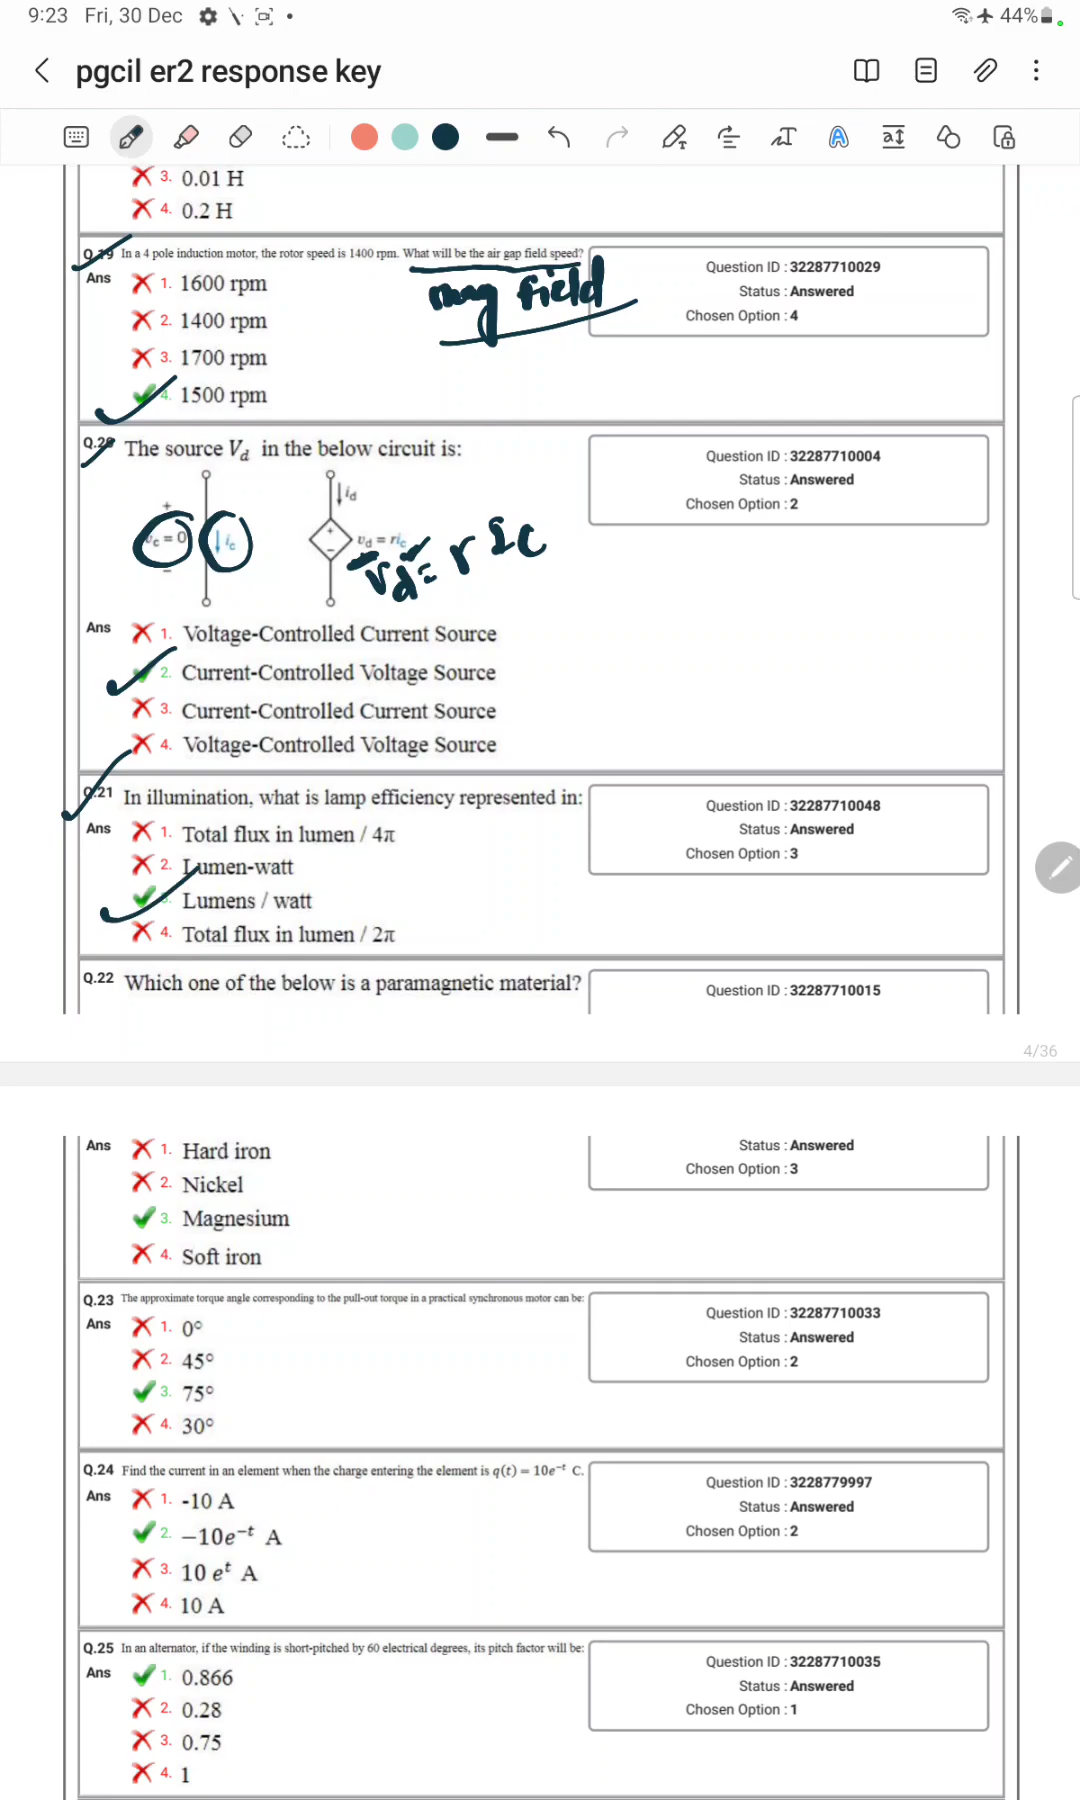 9:23 Fri, 30 Dec
44%
pgcil er2 response key
3. 0.01 H
4. 0.2 H
Q.19 In a 4 pole induction motor, the rotor speed is 1400 rpm. What will be the air gap field speed?
Ans 1. 1600 rpm
2. 1400 rpm
3. 1700 rpm
4. 1500 rpm
mag field
Question ID : 32287710029
Status : Answered
Chosen Option : 4
Q.20 The source Vd in the below circuit is:
+
vc = 0
−
ic
id
+
−
vd = ric
Vd = r Ic
Question ID : 32287710004
Status : Answered
Chosen Option : 2
Ans 1. Voltage-Controlled Current Source
2. Current-Controlled Voltage Source
3. Current-Controlled Current Source
4. Voltage-Controlled Voltage Source
Q.21 In illumination, what is lamp efficiency represented in:
Ans 1. Total flux in lumen / 4π
2. Lumen-watt
3. Lumens / watt
4. Total flux in lumen / 2π
Question ID : 32287710048
Status : Answered
Chosen Option : 3
Q.22 Which one of the below is a paramagnetic material?
Question ID : 32287710015
4/36
Ans 1. Hard iron
2. Nickel
3. Magnesium
4. Soft iron
Status : Answered
Chosen Option : 3
Q.23 The approximate torque angle corresponding to the pull-out torque in a practical synchronous motor can be:
Ans 1. 0°
2. 45°
3. 75°
4. 30°
Question ID : 32287710033
Status : Answered
Chosen Option : 2
Q.24 Find the current in an element when the charge entering the element is q(t) = 10e⁻ᵗ C.
Ans 1. -10 A
2. −10e⁻ᵗ A
3. 10 eᵗ A
4. 10 A
Question ID : 3228779997
Status : Answered
Chosen Option : 2
Q.25 In an alternator, if the winding is short-pitched by 60 electrical degrees, its pitch factor will be:
Ans 1. 0.866
2. 0.28
3. 0.75
4. 1
Question ID : 32287710035
Status : Answered
Chosen Option : 1